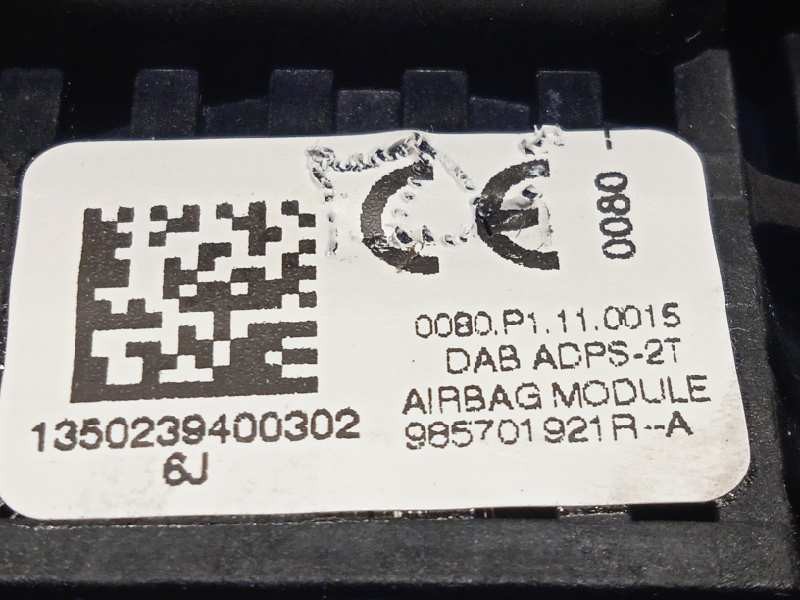 CE
0080
0080.P1.11.0015
DAB ADPS-2T
AIRBAG MODULE
985701921R--A
1350239400302
6J